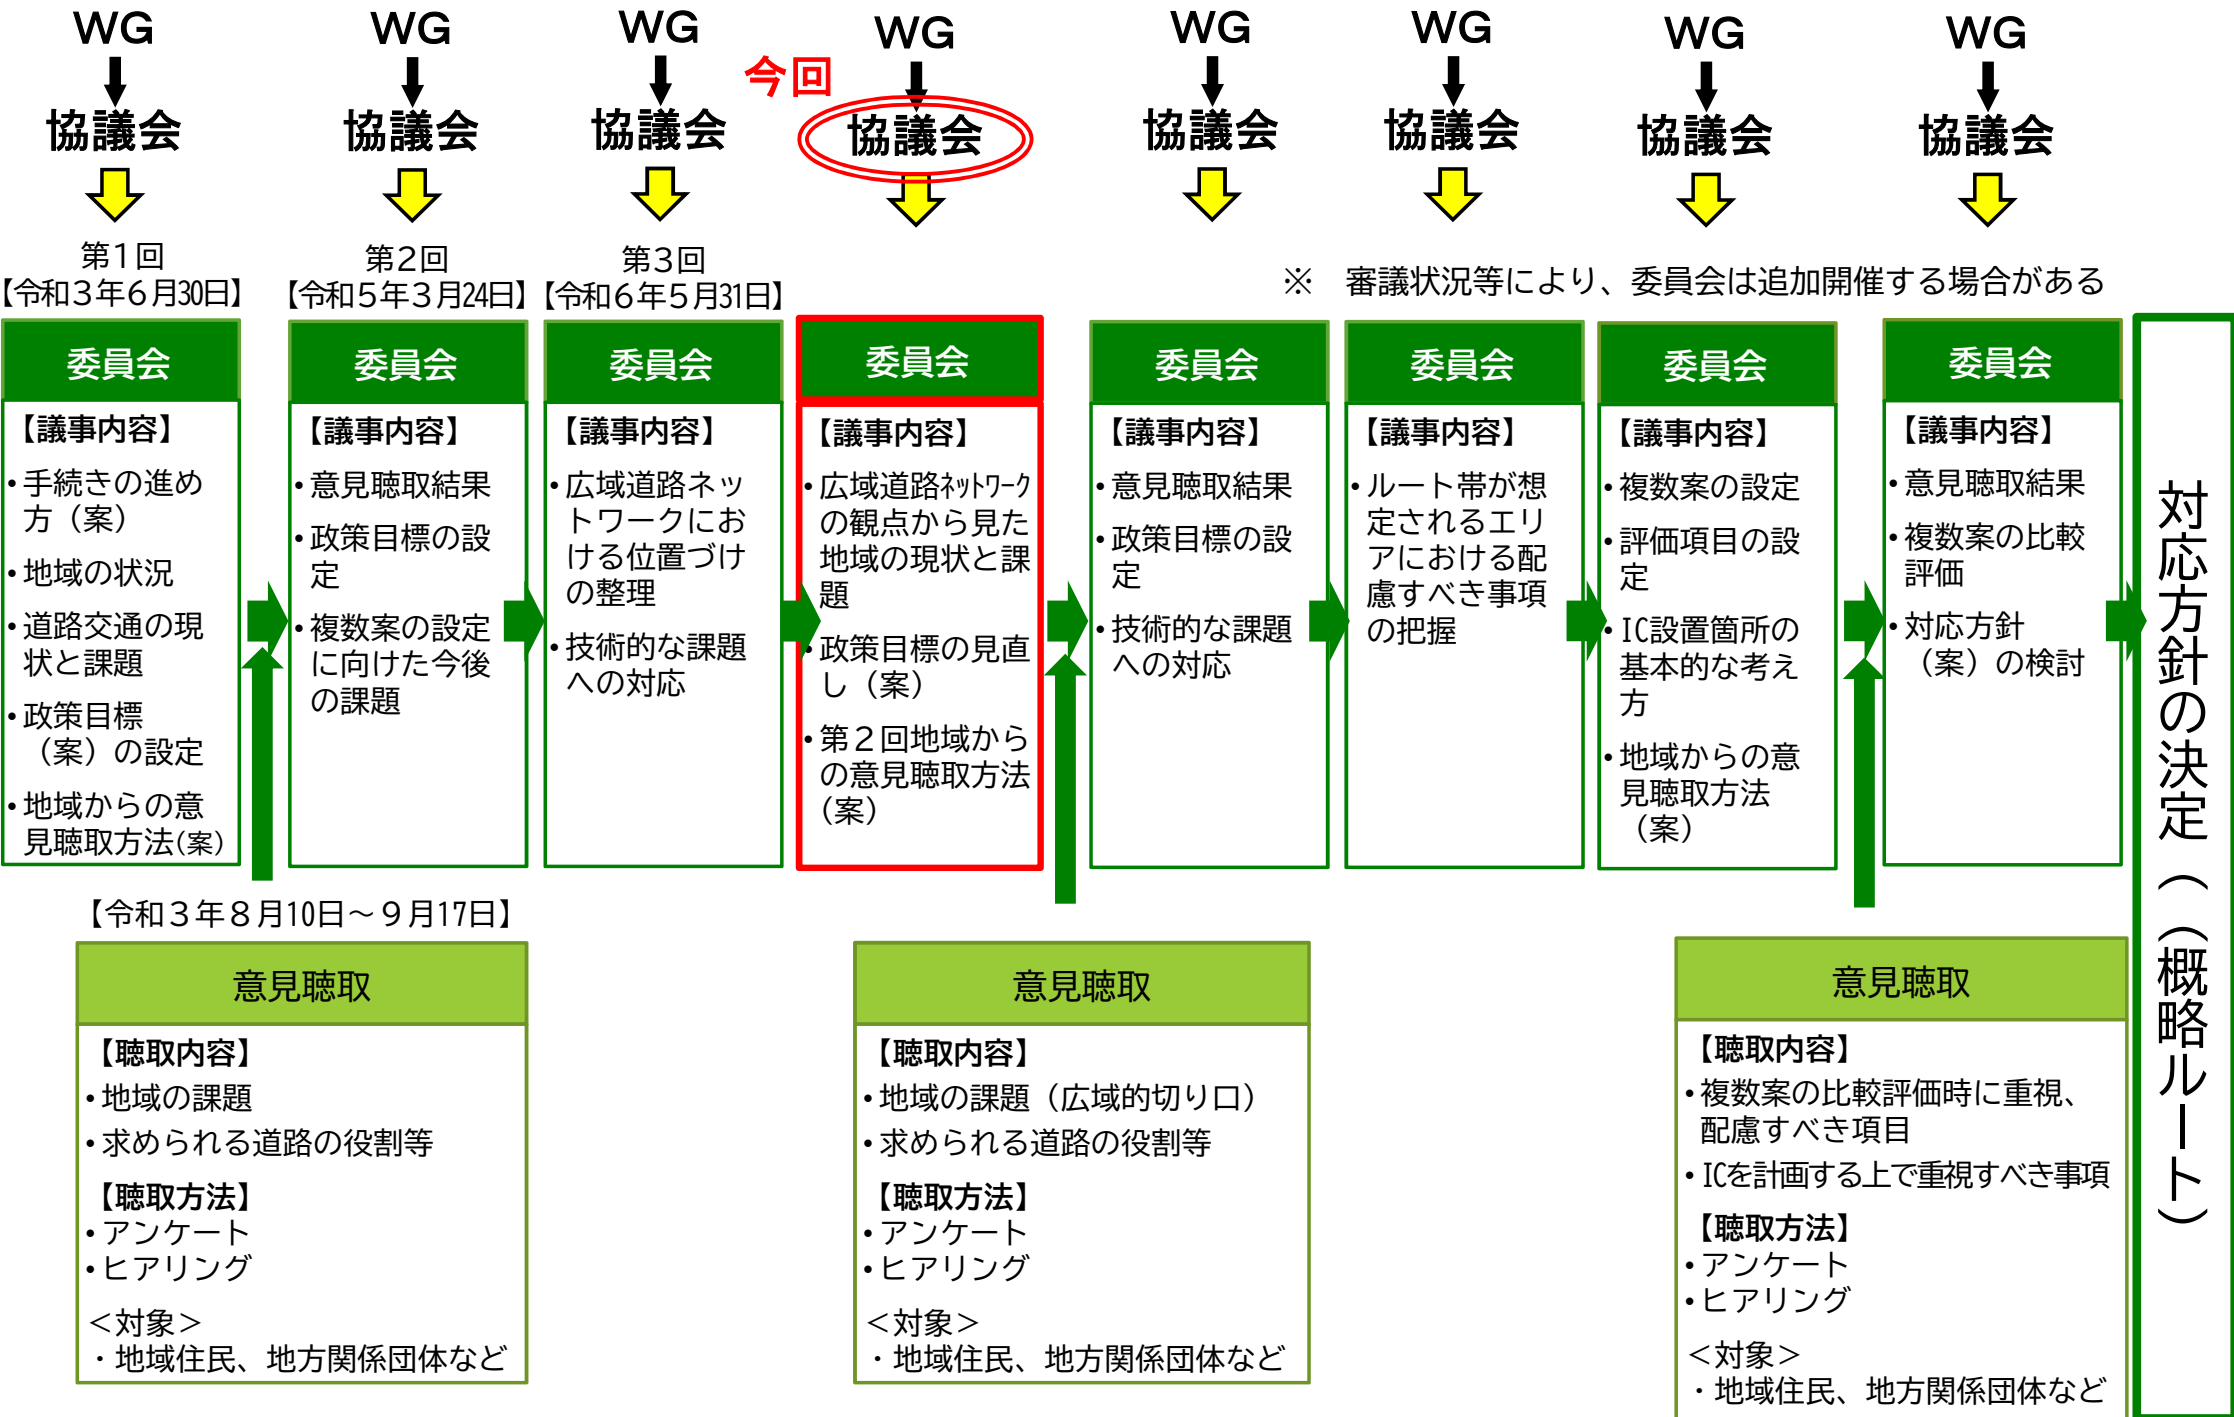 WG
協議会
WG
協議会
WG
協議会
今回
WG
協議会
WG
協議会
WG
協議会
WG
協議会
WG
協議会
第1回
【令和3年6月30日】
第2回
【令和5年3月24日】
第3回
【令和6年5月31日】
※　審議状況等により、委員会は追加開催する場合がある
委員会
【議事内容】
•手続きの進め
方（案）
•地域の状況
•道路交通の現
状と課題
•政策目標
（案）の設定
•地域からの意
見聴取方法(案)
委員会
【議事内容】
•意見聴取結果
•政策目標の設
定
•複数案の設定
に向けた今後
の課題
委員会
【議事内容】
•広域道路ネッ
トワークにお
ける位置づけ
の整理
•技術的な課題
への対応
委員会
【議事内容】
•広域道路ﾈｯﾄﾜｰｸ
の観点から見た
地域の現状と課
題
•政策目標の見直
し（案）
•第２回地域から
の意見聴取方法
(案)
委員会
【議事内容】
•意見聴取結果
•政策目標の設
定
•技術的な課題
への対応
委員会
【議事内容】
•ルート帯が想
定されるエリ
アにおける配
慮すべき事項
の把握
委員会
【議事内容】
•複数案の設定
•評価項目の設
定
•IC設置箇所の
基本的な考え
方
•地域からの意
見聴取方法
（案）
委員会
【議事内容】
•意見聴取結果
•複数案の比較
評価
•対応方針
（案）の検討
対応方針の決定（（概略ルート）
【令和３年８月10日～９月17日】
意見聴取
【聴取内容】
•地域の課題
•求められる道路の役割等
【聴取方法】
•アンケート
•ヒアリング
＜対象＞
・地域住民、地方関係団体など
意見聴取
【聴取内容】
•地域の課題（広域的切り口）
•求められる道路の役割等
【聴取方法】
•アンケート
•ヒアリング
＜対象＞
・地域住民、地方関係団体など
意見聴取
【聴取内容】
•複数案の比較評価時に重視、
配慮すべき項目
•ICを計画する上で重視すべき事項
【聴取方法】
•アンケート
•ヒアリング
＜対象＞
・地域住民、地方関係団体など